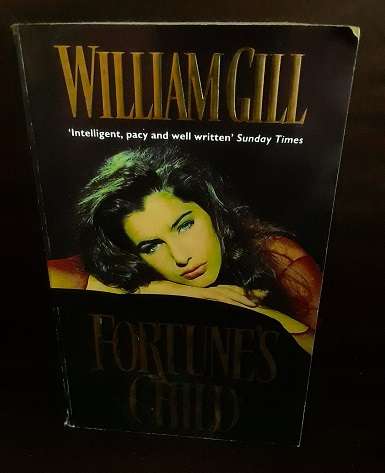 WILLIAM GILL
'Intelligent, pacy and well written' Sunday Times
FORTUNE'S
CHILD